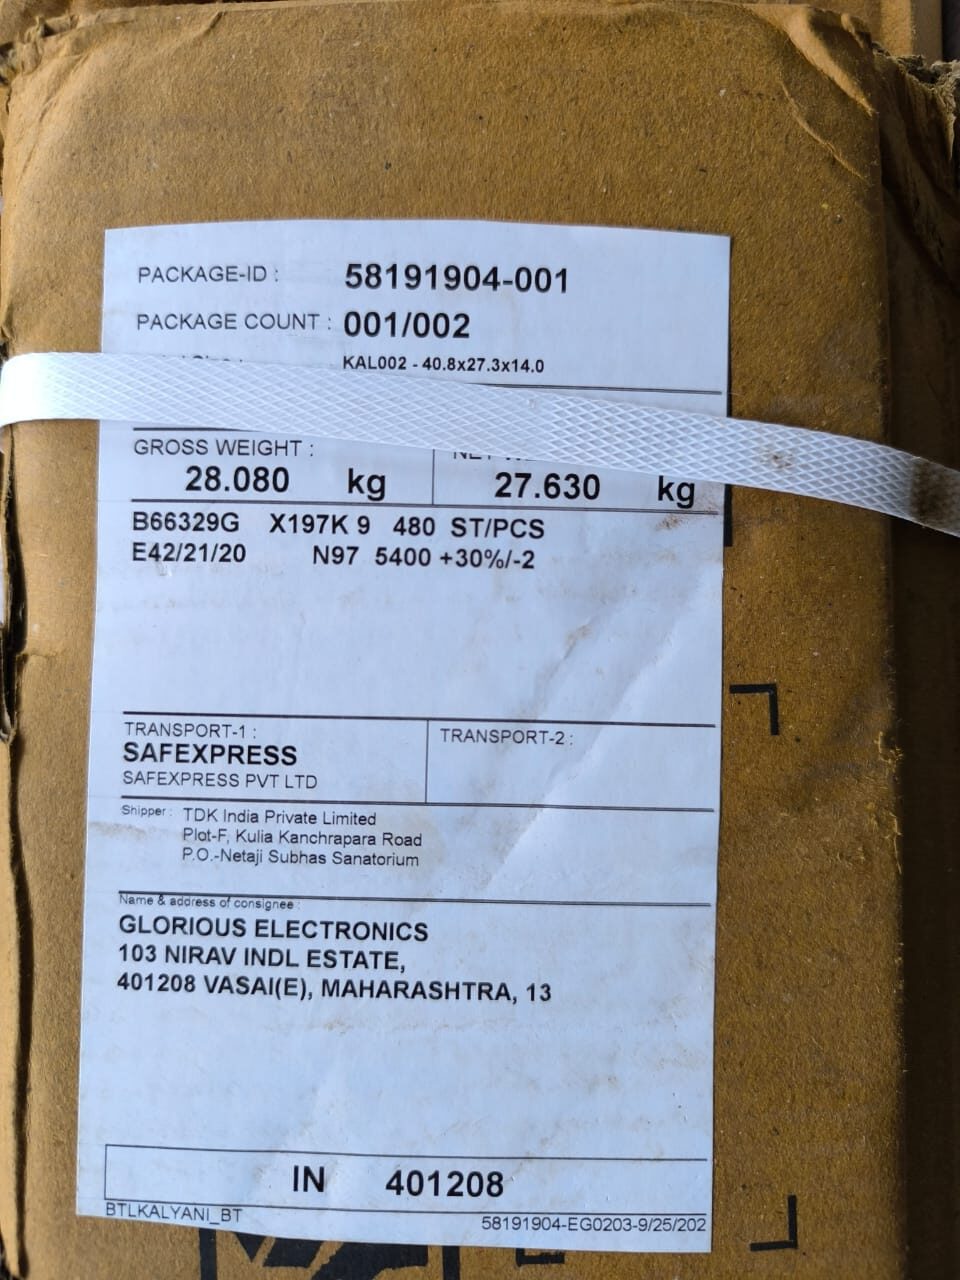 PACKAGE-ID : 58191904-001
PACKAGE COUNT : 001/002
KAL002 - 40.8x27.3x14.0
GROSS WEIGHT :
28.080 kg 27.630 kg
B66329G X197K 9 480 ST/PCS
E42/21/20 N97 5400 +30%/-2
TRANSPORT-1 : TRANSPORT-2 :
SAFEXPRESS
SAFEXPRESS PVT LTD
Shipper : TDK India Private Limited
Plot-F, Kulia Kanchrapara Road
P.O.-Netaji Subhas Sanatorium
Name & address of consignee :
GLORIOUS ELECTRONICS
103 NIRAV INDL ESTATE,
401208 VASAI(E), MAHARASHTRA, 13
IN 401208
BTLKALYANI_BT 58191904-EG0203-9/25/202